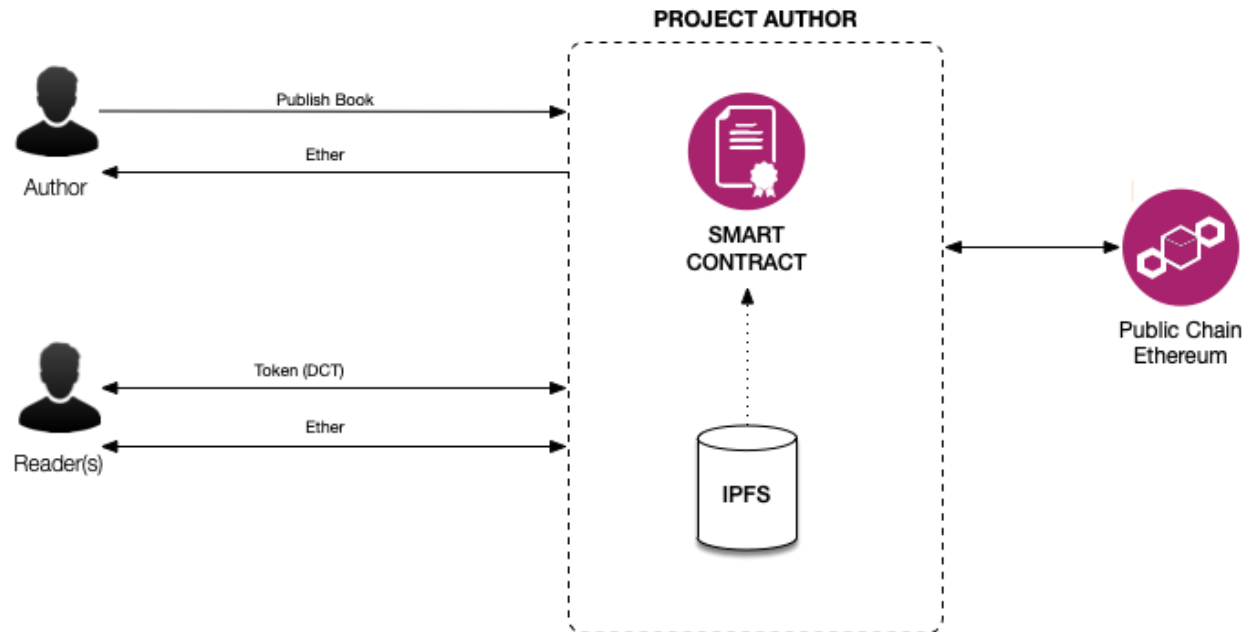 PROJECT AUTHOR
Publish Book
Ether
Author
SMART
CONTRACT
Public Chain
Ethereum
Token (DCT)
Ether
Reader(s)
IPFS